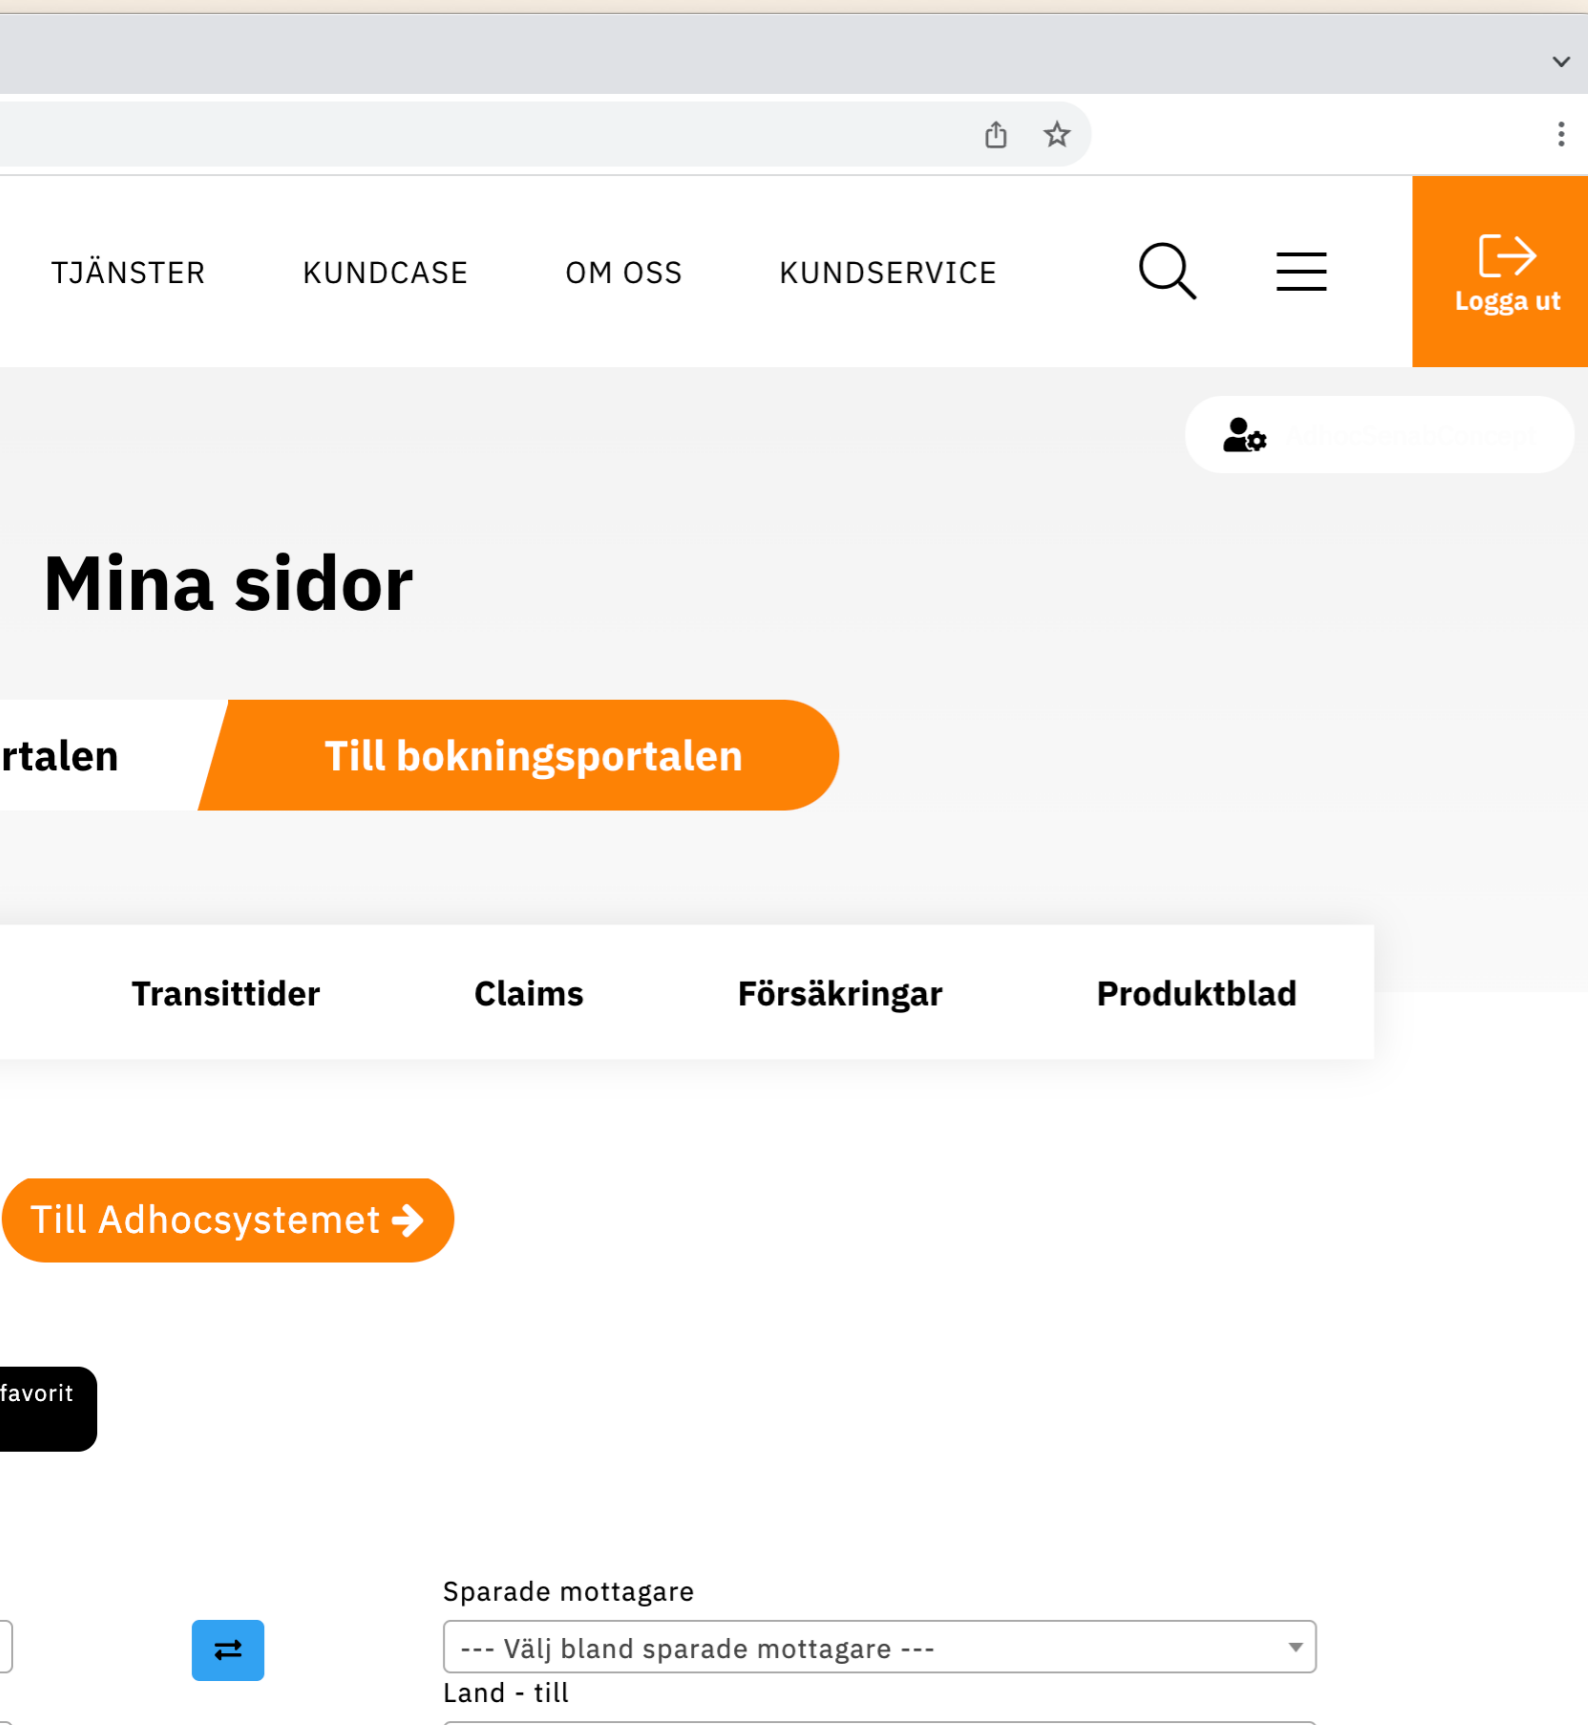 TJÄNSTER KUNDCASE OM OSS KUNDSERVICE
Logga ut
Mina sidor
rtalen Till bokningsportalen
Transittider Claims Försäkringar Produktblad
Till Adhocsystemet
favorit
Sparade mottagare
--- Välj bland sparade mottagare ---
Land - till